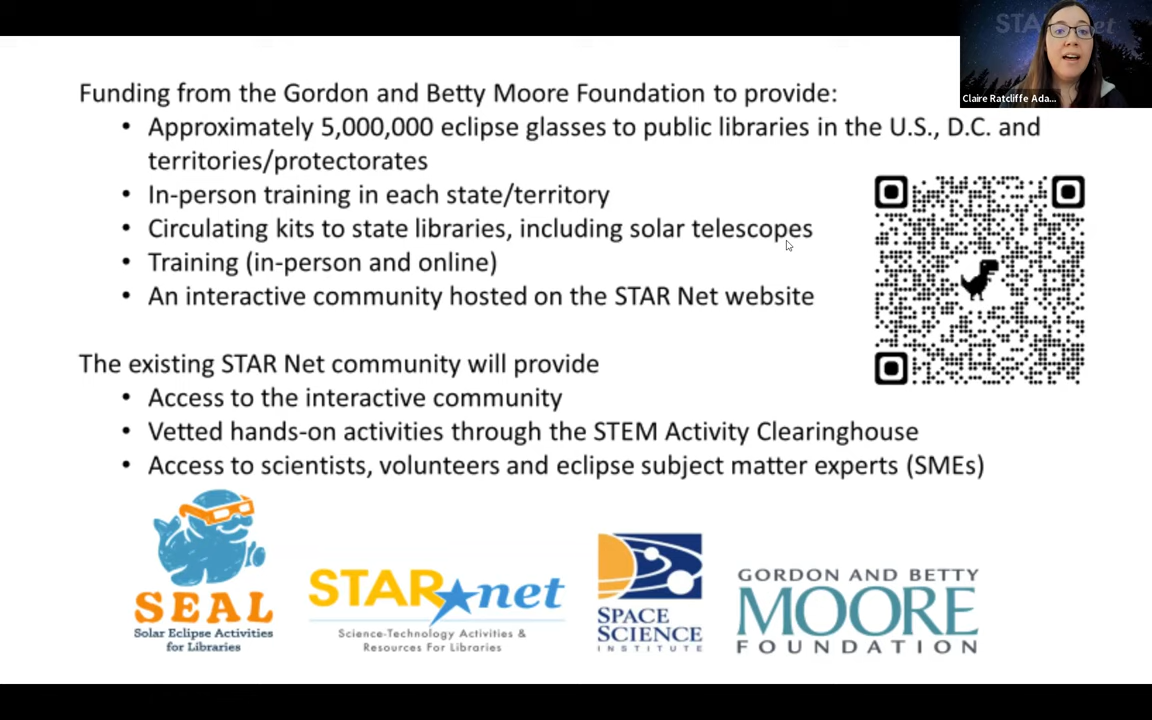 STAR net
Claire Ratcliffe Ada...
Funding from the Gordon and Betty Moore Foundation to provide:
• Approximately 5,000,000 eclipse glasses to public libraries in the U.S., D.C. and
territories/protectorates
• In-person training in each state/territory
• Circulating kits to state libraries, including solar telescopes
• Training (in-person and online)
• An interactive community hosted on the STAR Net website
The existing STAR Net community will provide
• Access to the interactive community
• Vetted hands-on activities through the STEM Activity Clearinghouse
• Access to scientists, volunteers and eclipse subject matter experts (SMEs)
SEAL
Solar Eclipse Activities
for Libraries
STAR net
Science-Technology Activities &
Resources For Libraries
SPACE
SCIENCE
INSTITUTE
GORDON AND BETTY
MOORE
FOUNDATION